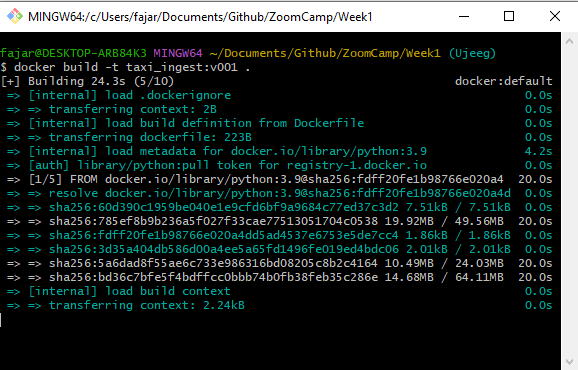 MINGW64:/c/Users/fajar/Documents/Github/ZoomCamp/Week1
fajar@DESKTOP-ARB84K3 MINGW64 ~/Documents/Github/ZoomCamp/Week1 (Ujeeg)
$ docker build -t taxi_ingest:v001 .
[+] Building 24.3s (5/10) docker:default
=> [internal] load .dockerignore 0.0s
=> => transferring context: 2B 0.0s
=> [internal] load build definition from Dockerfile 0.0s
=> => transferring dockerfile: 223B 0.0s
=> [internal] load metadata for docker.io/library/python:3.9 4.2s
=> [auth] library/python:pull token for registry-1.docker.io 0.0s
=> [1/5] FROM docker.io/library/python:3.9@sha256:fdff20fe1b98766e020a4 20.0s
=> => resolve docker.io/library/python:3.9@sha256:fdff20fe1b98766e020a4d 0.0s
=> => sha256:60d390c1959be040e1e9cfd6bf9a9684c77ed37c3d2 7.51kB / 7.51kB 0.0s
=> => sha256:785ef8b9b236a5f027f33cae77513051704c0538 19.92MB / 49.56MB 20.0s
=> => sha256:fdff20fe1b98766e020a4dd5ad4537e6753e5de7cc4 1.86kB / 1.86kB 0.0s
=> => sha256:3d35a404db586d00a4ee5a65fd1496fe019ed4bdc06 2.01kB / 2.01kB 0.0s
=> => sha256:5a6dad8f55ae6c733e986316bd08205c8b2c4164 10.49MB / 24.03MB 20.0s
=> => sha256:bd36c7bfe5f4bdffcc0bbb74b0fb38feb35c286e 14.68MB / 64.11MB 20.0s
=> [internal] load build context 0.0s
=> => transferring context: 2.24kB 0.0s